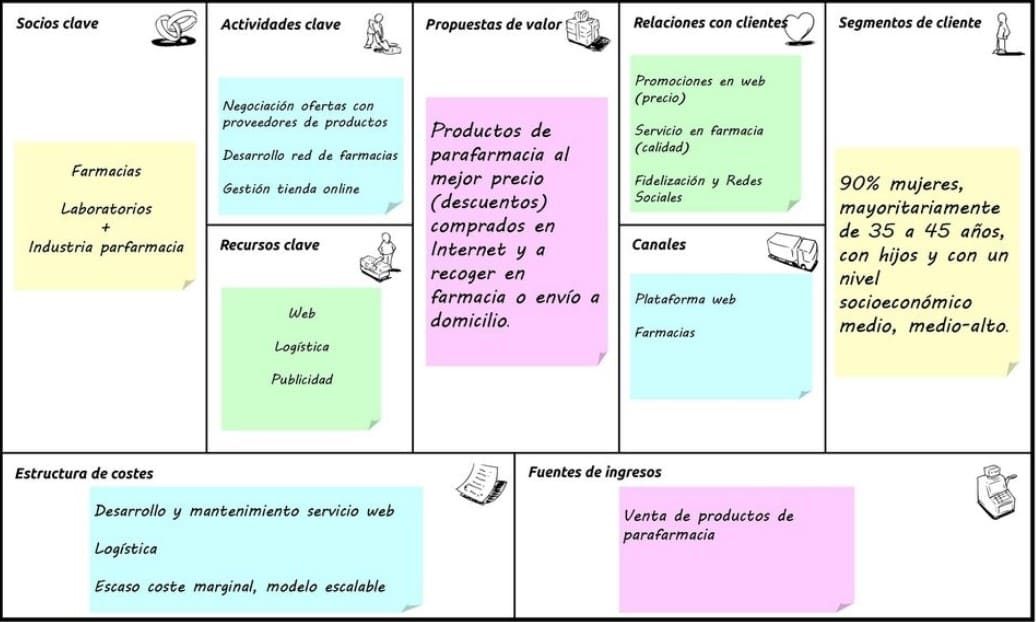 Socios clave
Farmacias
Laboratorios
+
Industria parfarmacia
Actividades clave
Negociación ofertas con
proveedores de productos
Desarrollo red de farmacias
Gestión tienda online
Recursos clave
Web
Logística
Publicidad
Propuestas de valor
Productos de
parafarmacia al
mejor precio
(descuentos)
comprados en
Internet y a
recoger en
farmacia o envío a
domicilio.
Relaciones con clientes
Promociones en web
(precio)
Servicio en farmacia
(calidad)
Fidelización y Redes
Sociales
Canales
Plataforma web
Farmacias
Segmentos de cliente
90% mujeres,
mayoritariamente
de 35 a 45 años,
con hijos y con un
nivel
socioeconómico
medio, medio-alto.
Estructura de costes
Desarrollo y mantenimiento servicio web
Logística
Escaso coste marginal, modelo escalable
Fuentes de ingresos
Venta de productos de
parafarmacia